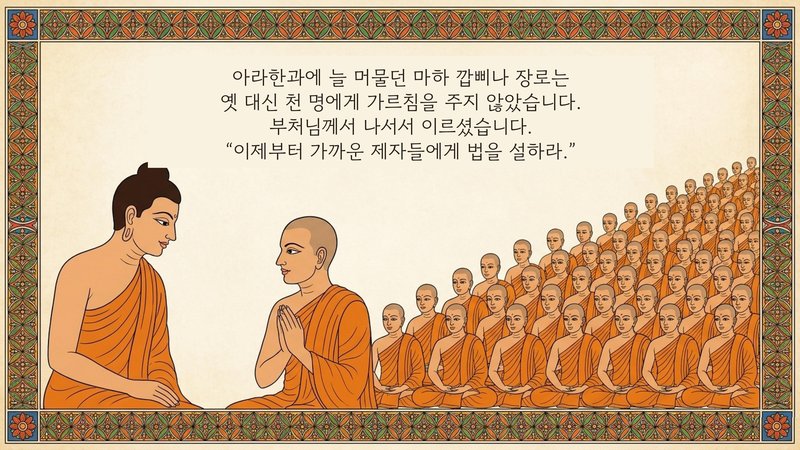 아라한과에 늘 머물던 마하 깝삐나 장로는
옛 대신 천 명에게 가르침을 주지 않았습니다.
부처님께서 나서서 이르셨습니다.
“이제부터 가까운 제자들에게 법을 설하라.”